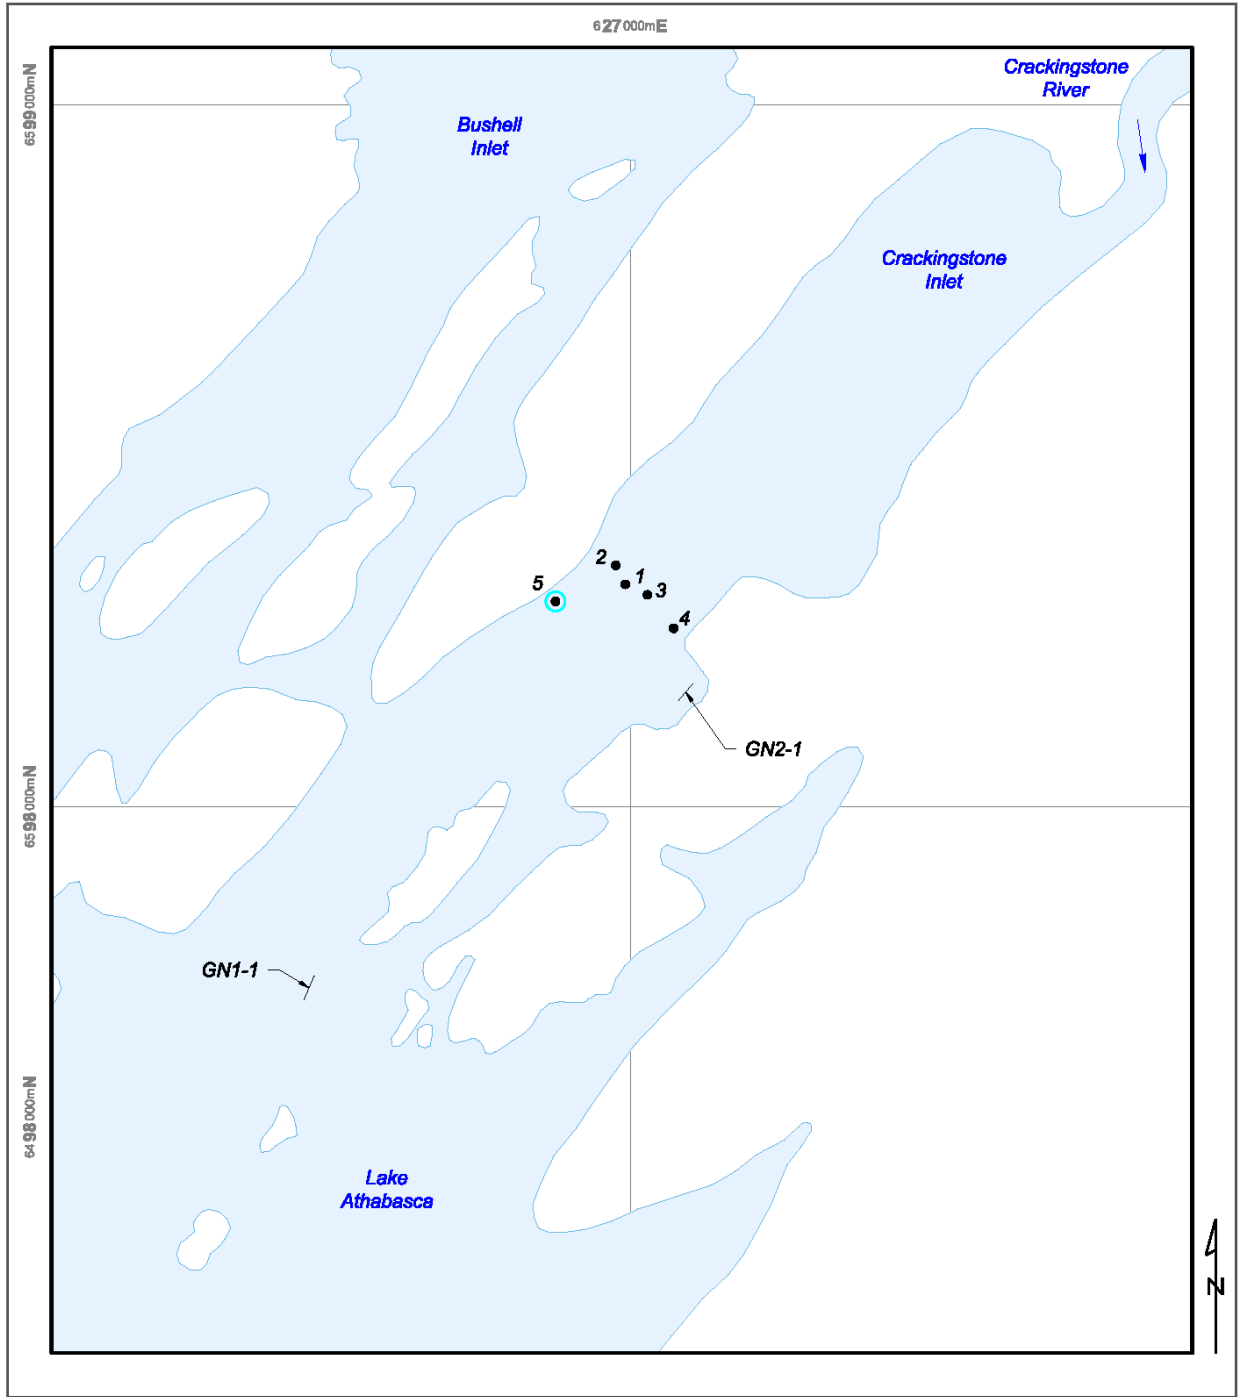 627000mE
Crackingstone
River
6599000mN
Bushell
Inlet
Crackingstone
Inlet
2
1
5
3
4
GN2-1
6598000mN
GN1-1
6498000mN
Lake
Athabasca
N